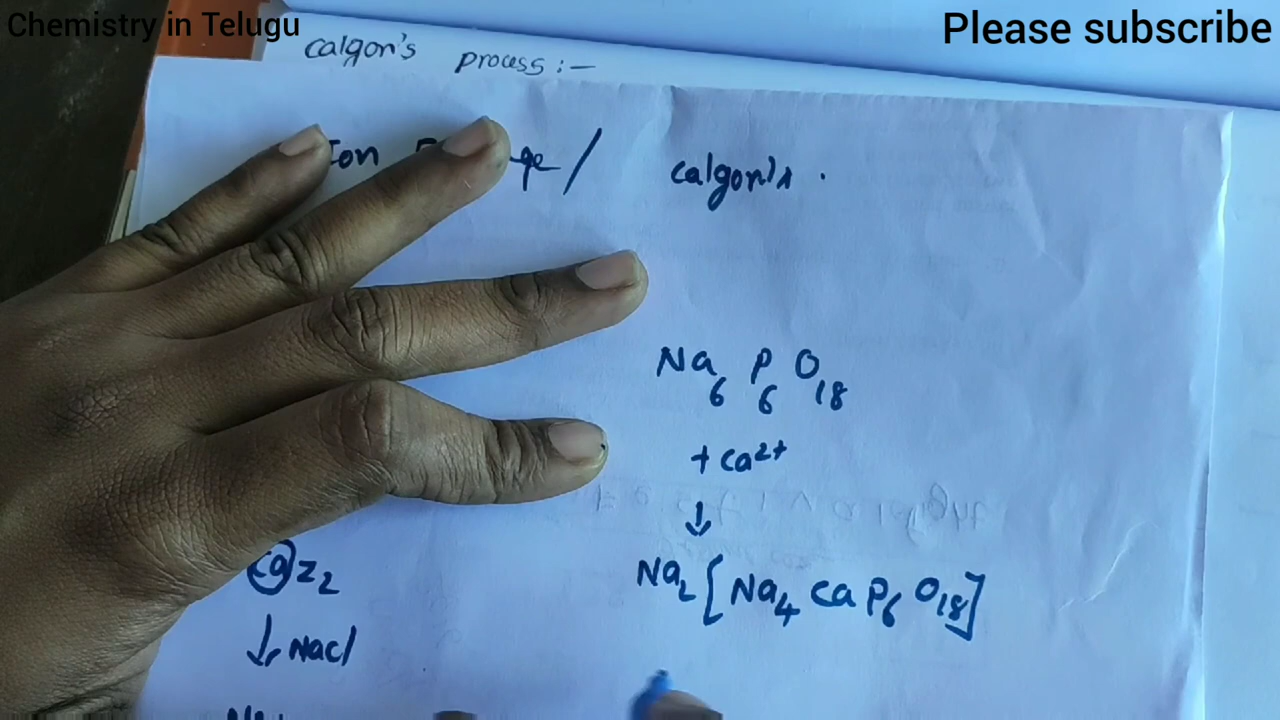 Chemistry in Telugu
Please subscribe
calgon's process :-
Ion / calgon's .
Na6 P6 O18
+ Ca2+
↓
Na2 [Na4 Ca P6 O18]
Z2
↓ Nacl